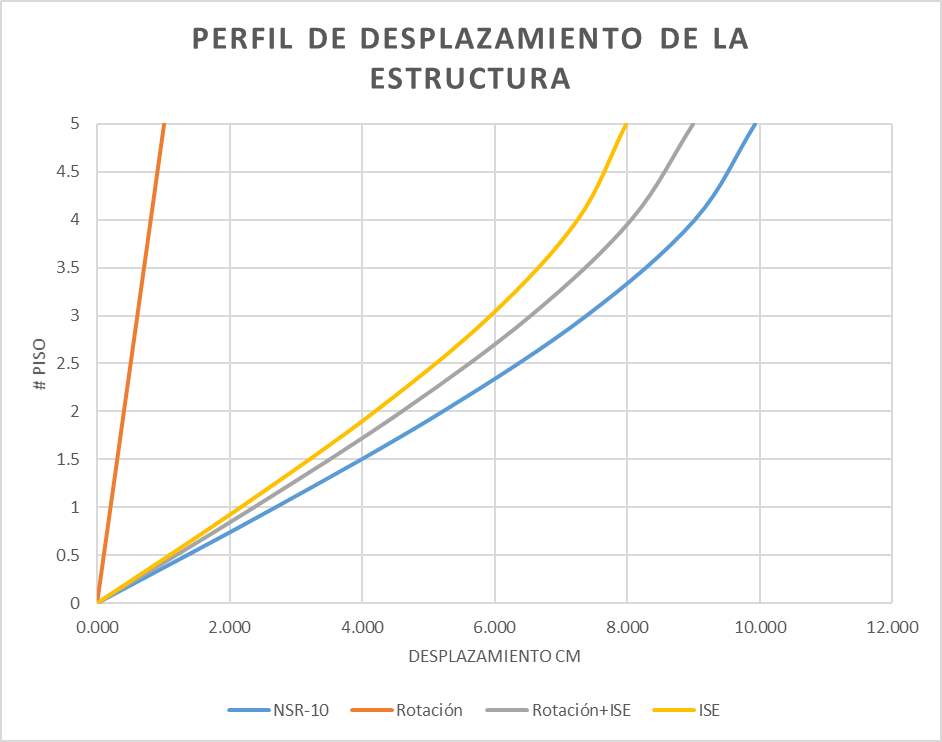 PERFIL DE DESPLAZAMIENTO DE LA
ESTRUCTURA
5
4.5
4
3.5
3
2.5
2
1.5
1
0.5
0
# PISO
0.000 2.000 4.000 6.000 8.000 10.000 12.000
DESPLAZAMIENTO CM
NSR-10 Rotación Rotación+ISE ISE